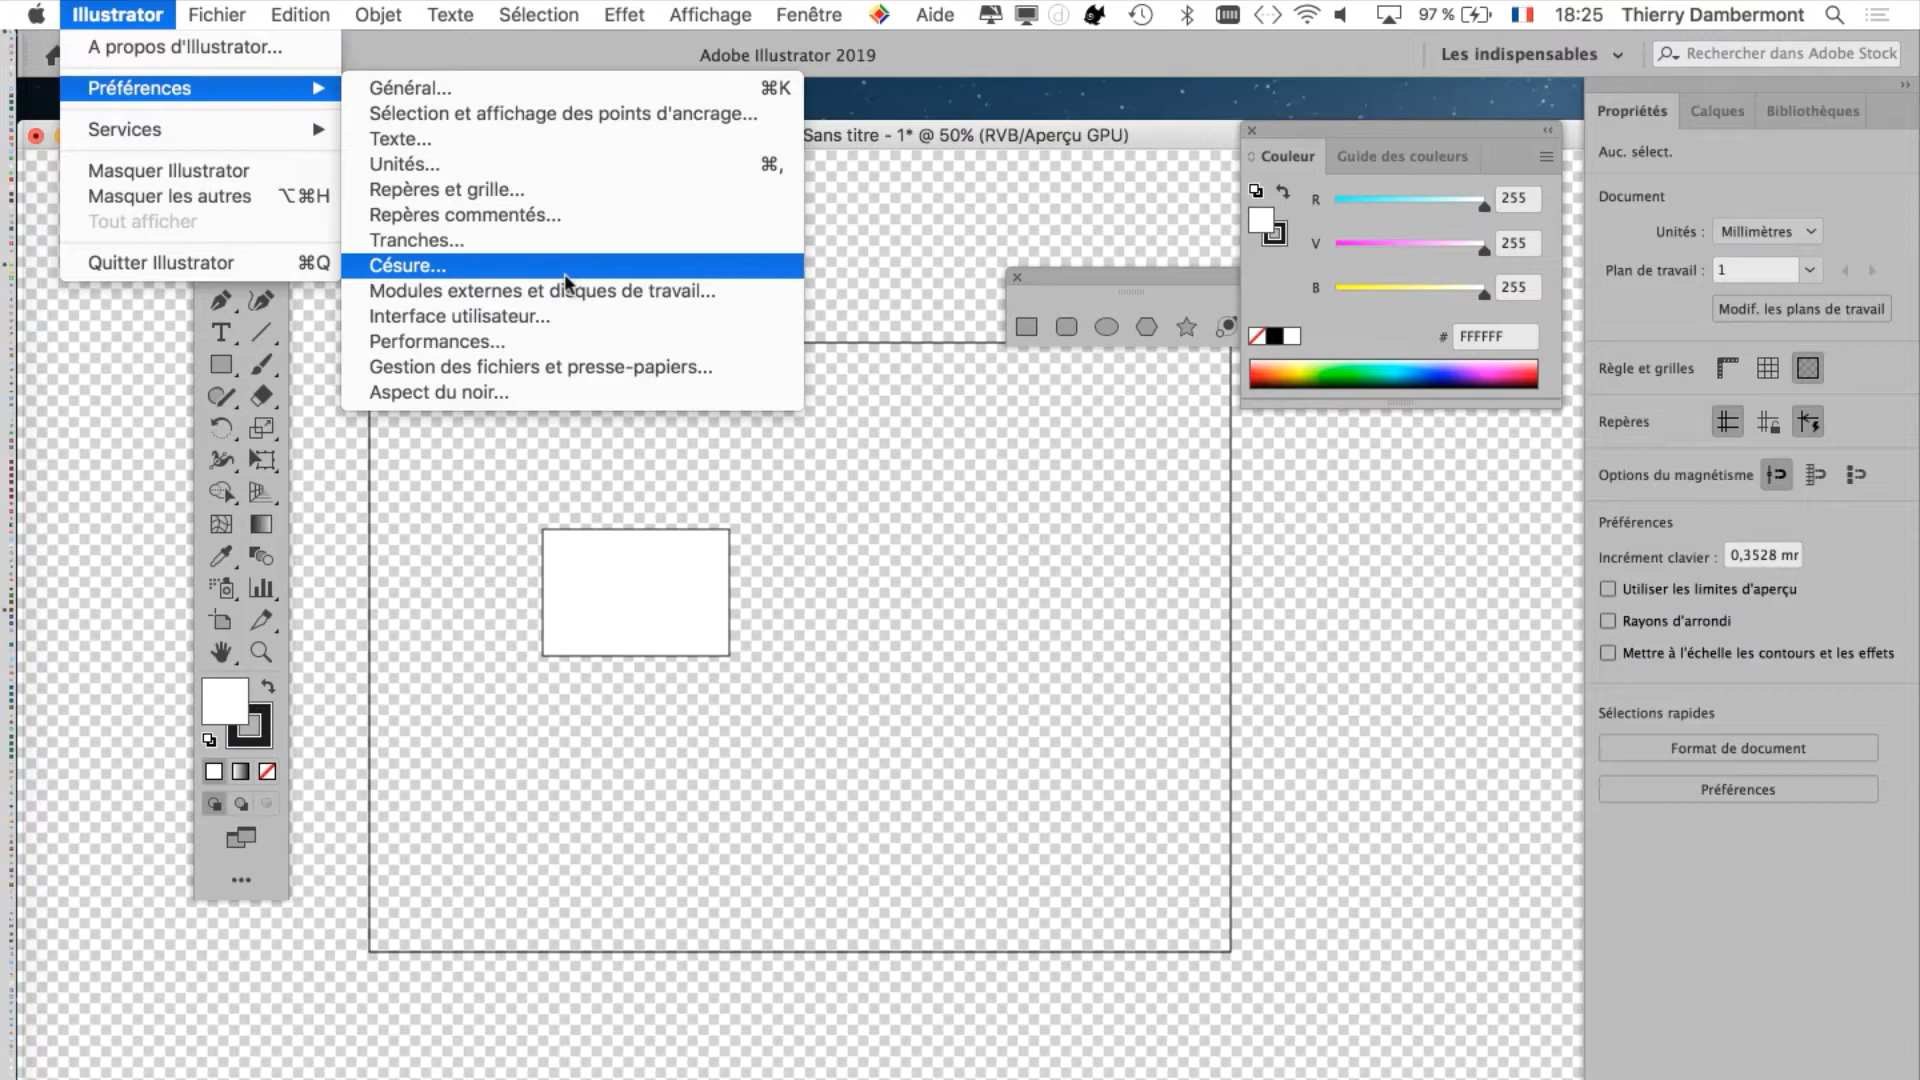 Illustrator Fichier Edition Objet Texte Sélection Effet Affichage Fenêtre Aide 97 % 18:25 Thierry Dambermont
A propos d'Illustrator...
Préférences
Services
Masquer Illustrator
Masquer les autres ⌥⌘H
Tout afficher
Quitter Illustrator ⌘Q
Général... ⌘K
Sélection et affichage des points d'ancrage...
Texte...
Unités... ⌘,
Repères et grille...
Repères commentés...
Tranches...
Césure...
Modules externes et disques de travail...
Interface utilisateur...
Performances...
Gestion des fichiers et presse-papiers...
Aspect du noir...
Adobe Illustrator 2019
Les indispensables
Rechercher dans Adobe Stock
Sans titre - 1* @ 50% (RVB/Aperçu GPU)
Couleur Guide des couleurs
R 255
V 255
B 255
# FFFFFF
Propriétés Calques Bibliothèques
Auc. sélect.
Document
Unités : Millimètres
Plan de travail : 1
Modif. les plans de travail
Règle et grilles
Repères
Options du magnétisme
Préférences
Incrément clavier : 0,3528 mr
Utiliser les limites d'aperçu
Rayons d'arrondi
Mettre à l'échelle les contours et les effets
Sélections rapides
Format de document
Préférences